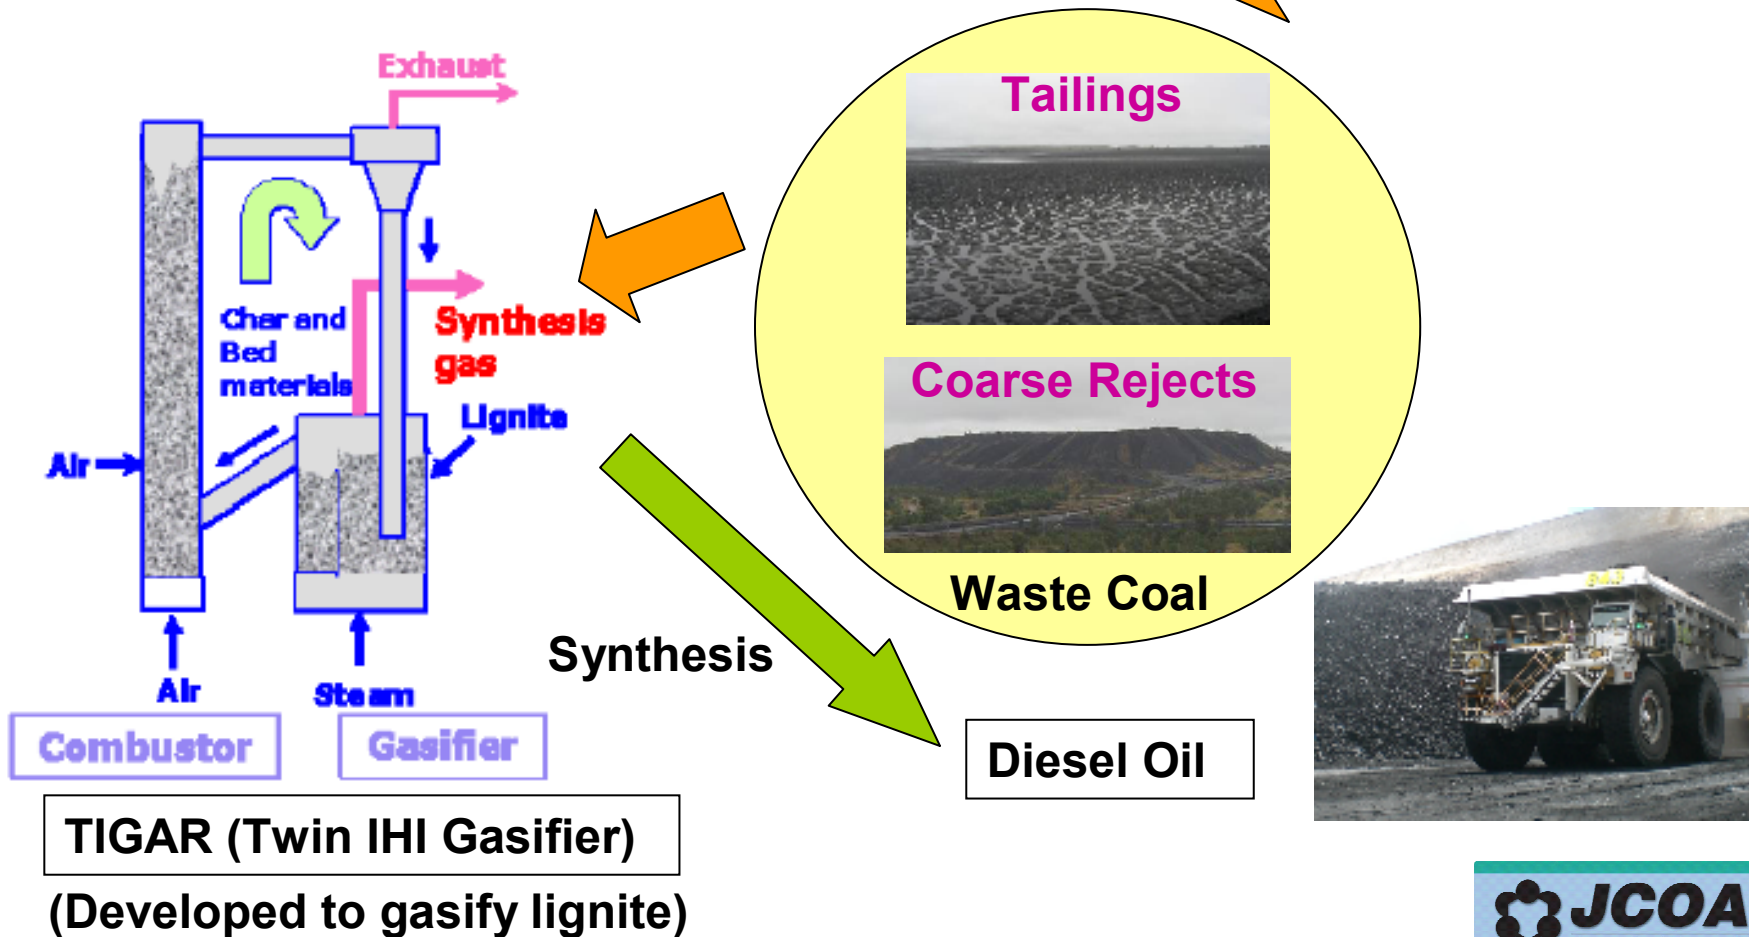 Exhaust
Tailings
Char and
Bed
materials
Synthesis
gas
Lignite
Air
Coarse Rejects
Waste Coal
Air
Steam
Synthesis
Combustor
Gasifier
Diesel Oil
TIGAR (Twin IHI Gasifier)
(Developed to gasify lignite)
JCOA